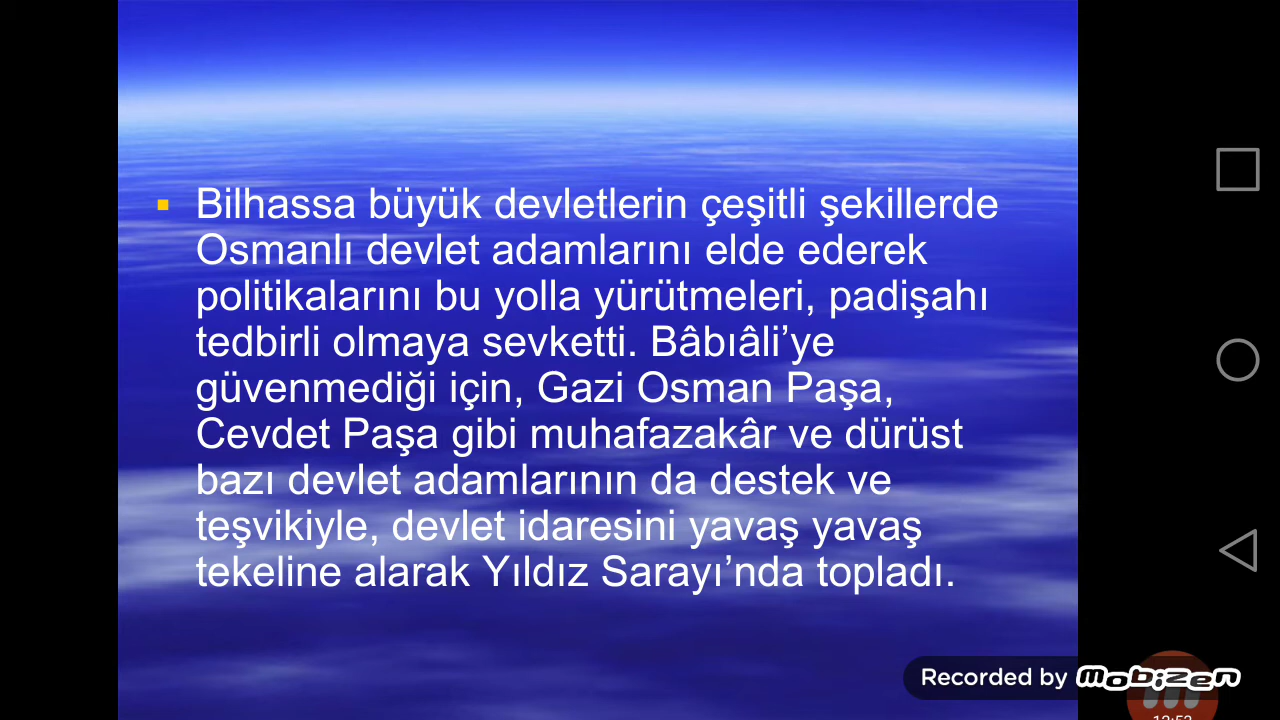 Bilhassa büyük devletlerin çeşitli şekillerde
Osmanlı devlet adamlarını elde ederek
politikalarını bu yolla yürütmeleri, padişahı
tedbirli olmaya sevketti. Bâbıâli’ye
güvenmediği için, Gazi Osman Paşa,
Cevdet Paşa gibi muhafazakâr ve dürüst
bazı devlet adamlarının da destek ve
teşvikiyle, devlet idaresini yavaş yavaş
tekeline alarak Yıldız Sarayı’nda topladı.
Recorded by mobizen